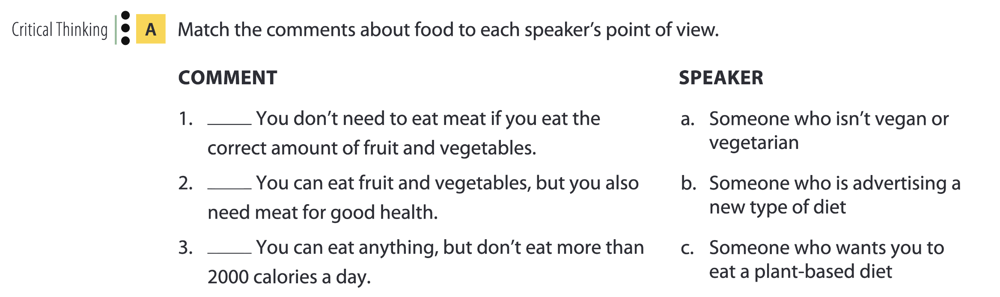 Critical Thinking A Match the comments about food to each speaker’s point of view.
COMMENT
1. _____ You don’t need to eat meat if you eat the
correct amount of fruit and vegetables.
2. _____ You can eat fruit and vegetables, but you also
need meat for good health.
3. _____ You can eat anything, but don’t eat more than
2000 calories a day.
SPEAKER
a. Someone who isn’t vegan or
vegetarian
b. Someone who is advertising a
new type of diet
c. Someone who wants you to
eat a plant-based diet